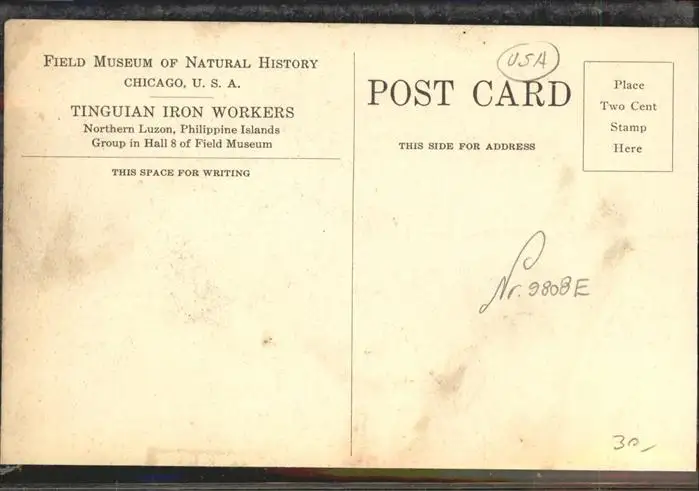 FIELD MUSEUM OF NATURAL HISTORY
CHICAGO, U. S. A.
TINGUIAN IRON WORKERS
Northern Luzon, Philippine Islands
Group in Hall 8 of Field Museum
THIS SPACE FOR WRITING
USA
POST CARD
THIS SIDE FOR ADDRESS
Place
Two Cent
Stamp
Here
Nr. 9808E
30,-